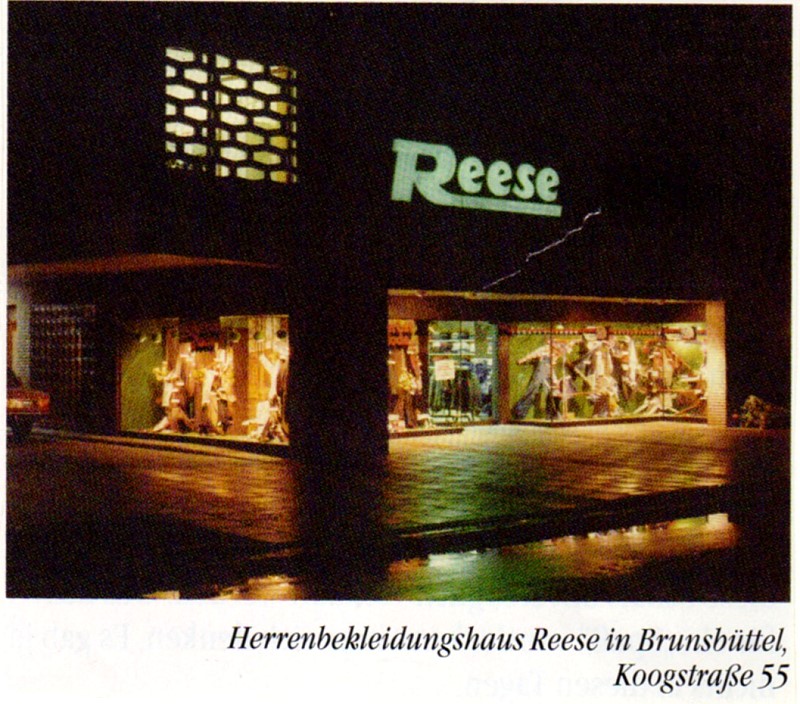 Reese
Herrenbekleidungshaus Reese in Brunsbüttel,
Koogstraße 55